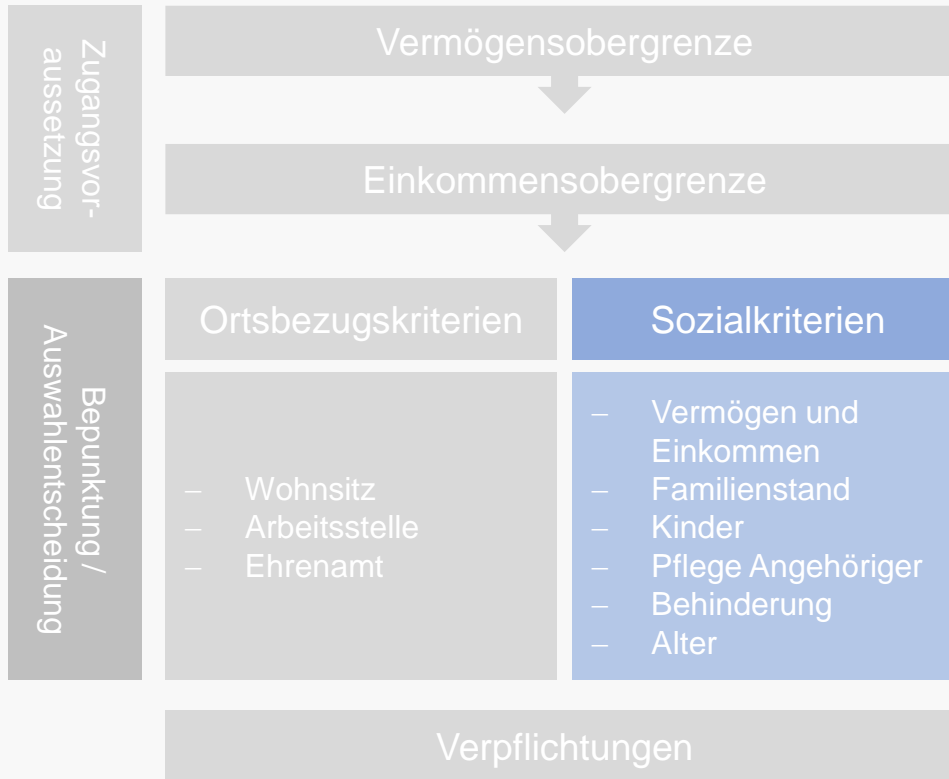 Zugangsvor-
aussetzung
Vermögensobergrenze
Einkommensobergrenze
Bepunktung /
Auswahlentscheidung
Ortsbezugskriterien
– Wohnsitz
– Arbeitsstelle
– Ehrenamt
Sozialkriterien
– Vermögen und
Einkommen
– Familienstand
– Kinder
– Pflege Angehöriger
– Behinderung
– Alter
Verpflichtungen